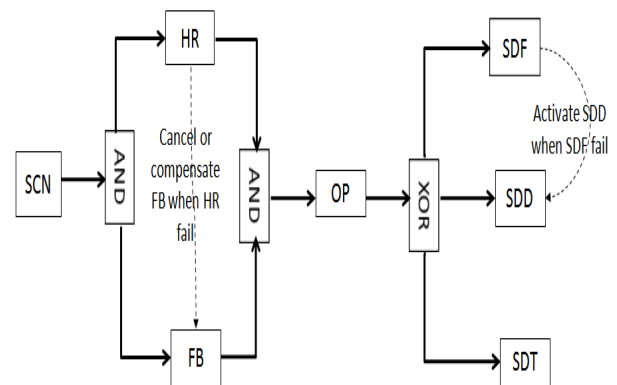 HR
SDF
SCN
AND
Cancel or
compensate
FB when HR
fail
AND
OP
XOR
Activate SDD
when SDF fail
SDD
FB
SDT